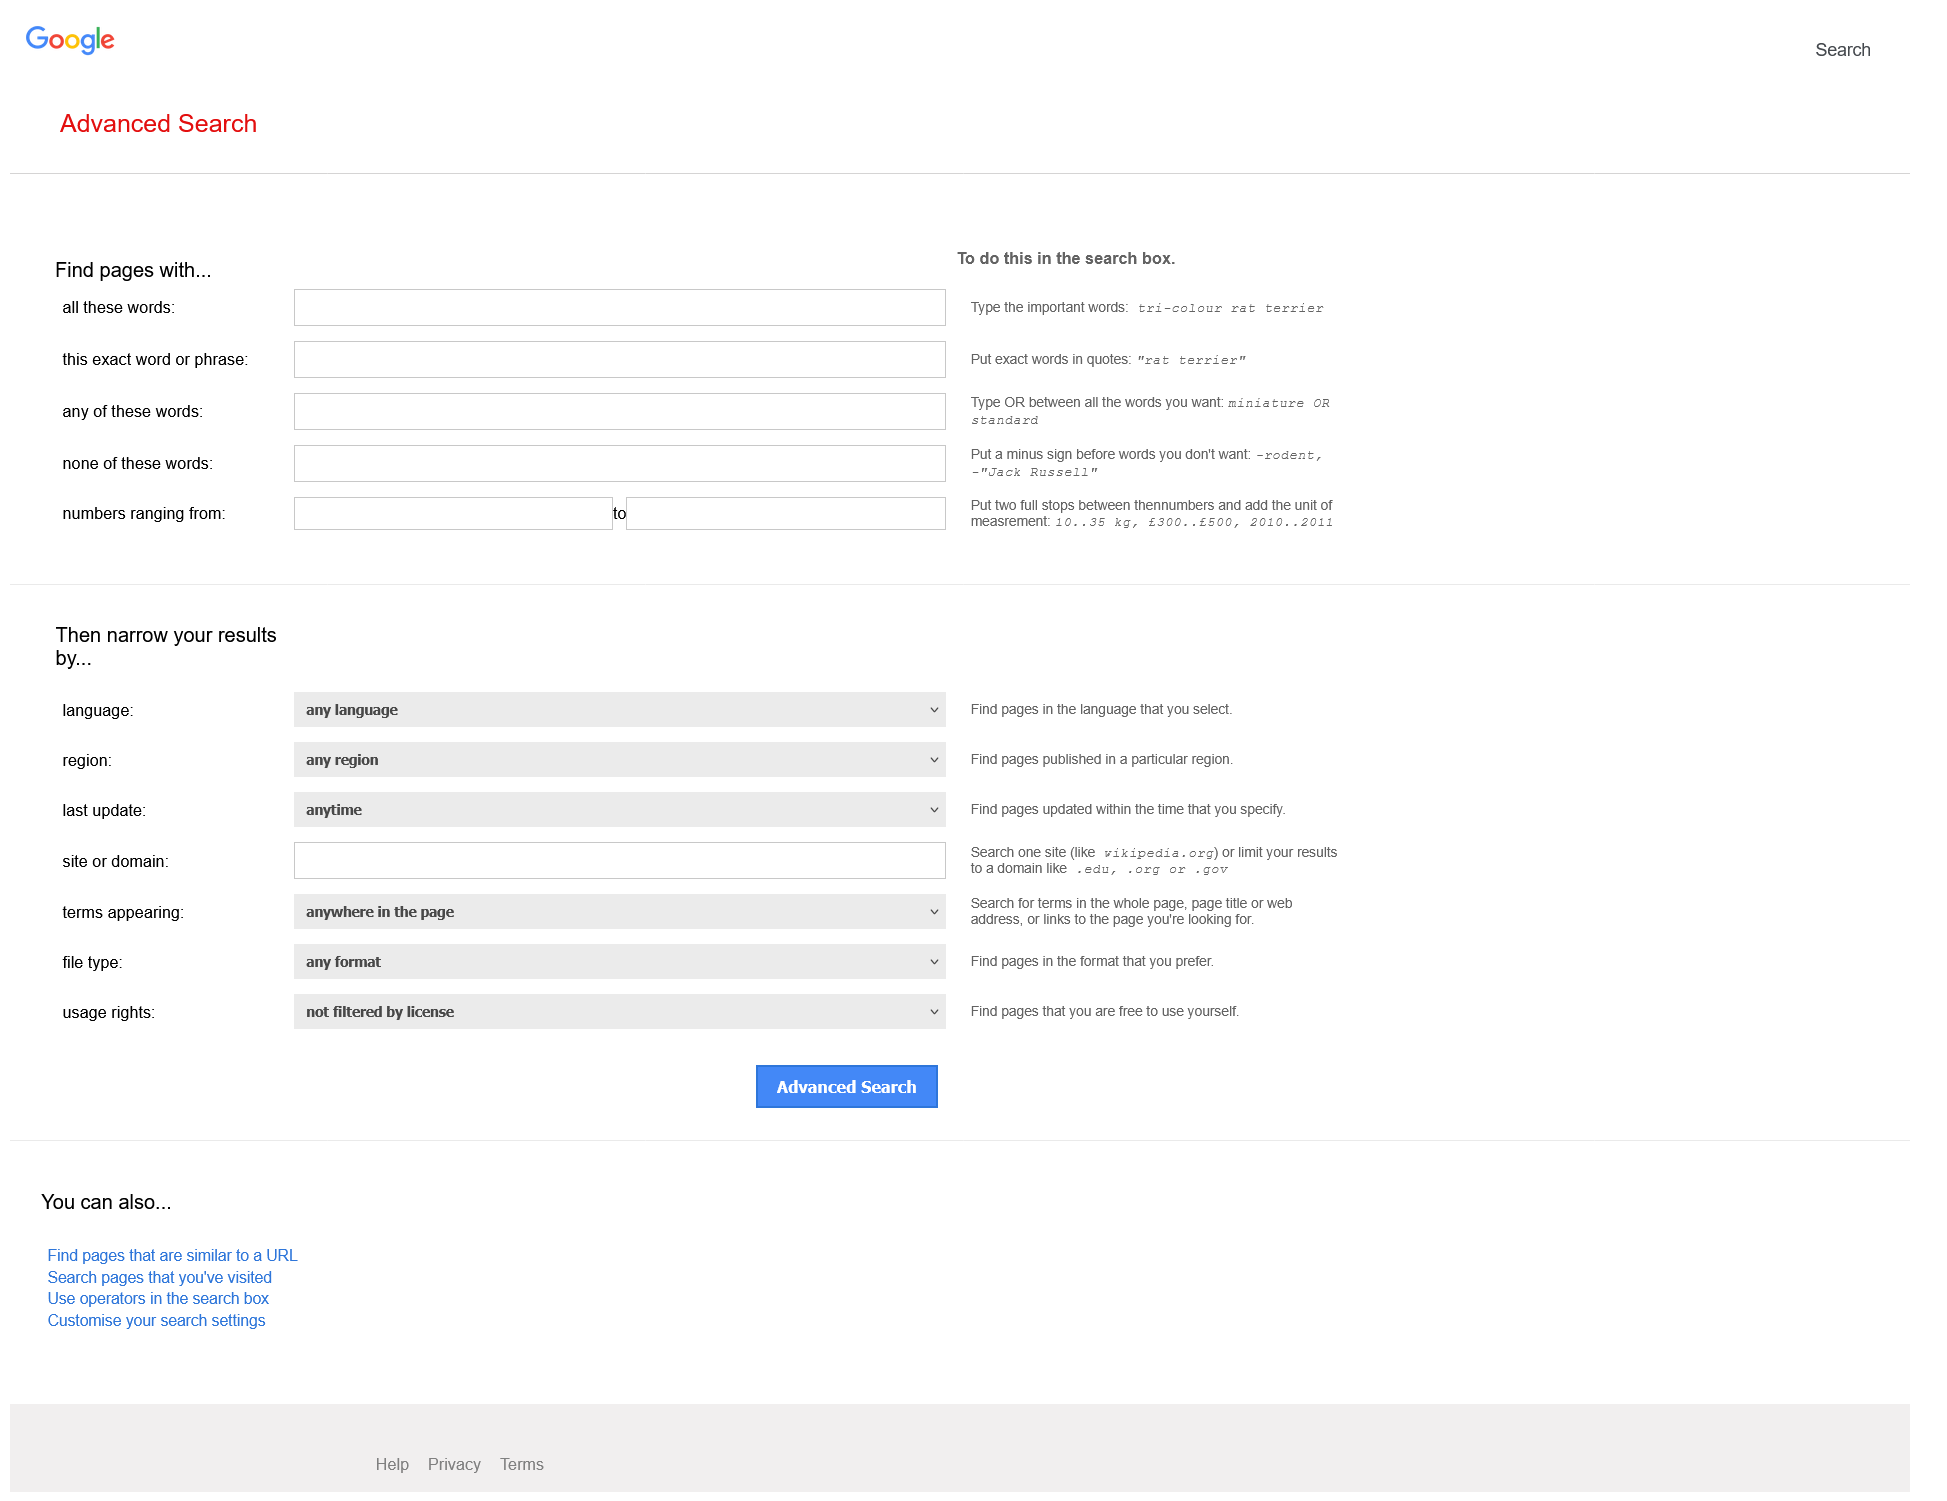 Google
Search
Advanced Search
Find pages with...
To do this in the search box.
all these words:
Type the important words: tri-colour rat terrier
this exact word or phrase:
Put exact words in quotes: "rat terrier"
any of these words:
Type OR between all the words you want: miniature OR
standard
none of these words:
Put a minus sign before words you don't want: -rodent,
-"Jack Russell"
numbers ranging from:
to
Put two full stops between thennumbers and add the unit of
measrement: 10..35 kg, £300..£500, 2010..2011
Then narrow your results
by...
language:
any language
Find pages in the language that you select.
region:
any region
Find pages published in a particular region.
last update:
anytime
Find pages updated within the time that you specify.
site or domain:
Search one site (like wikipedia.org) or limit your results
to a domain like .edu, .org or .gov
terms appearing:
anywhere in the page
Search for terms in the whole page, page title or web
address, or links to the page you're looking for.
file type:
any format
Find pages in the format that you prefer.
usage rights:
not filtered by license
Find pages that you are free to use yourself.
Advanced Search
You can also...
Find pages that are similar to a URL
Search pages that you've visited
Use operators in the search box
Customise your search settings
Help Privacy Terms